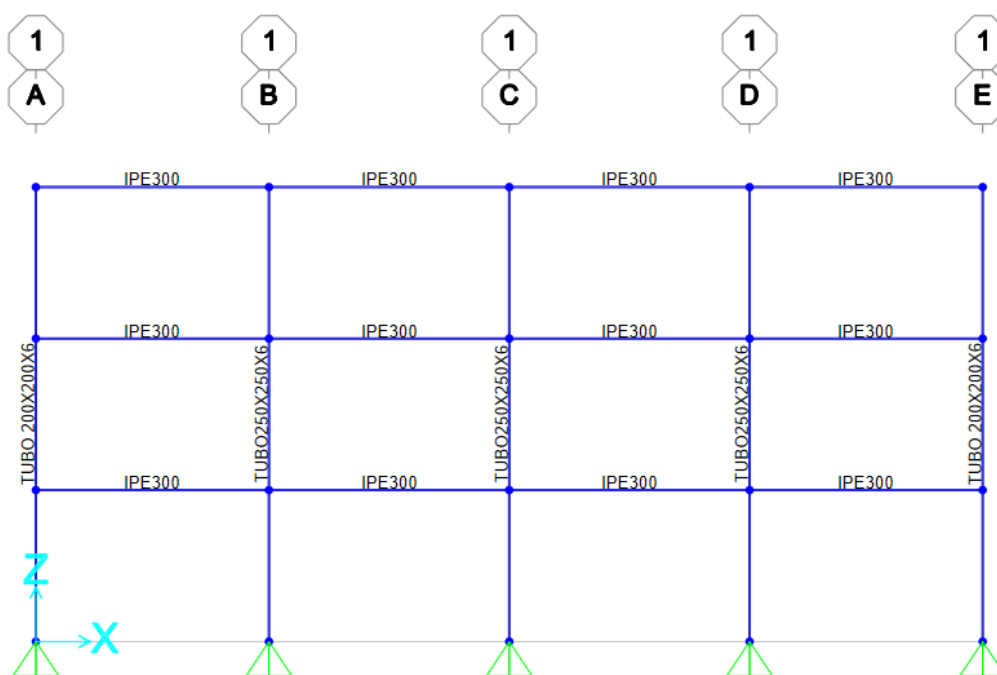 1 1 1 1 1
A B C D E
IPE300 IPE300 IPE300 IPE300
IPE300 IPE300 IPE300 IPE300
TUBO 200X200X6 TUBO250X250X6 TUBO250X250X6 TUBO250X250X6 TUBO 200X200X6
IPE300 IPE300 IPE300 IPE300
Z
X